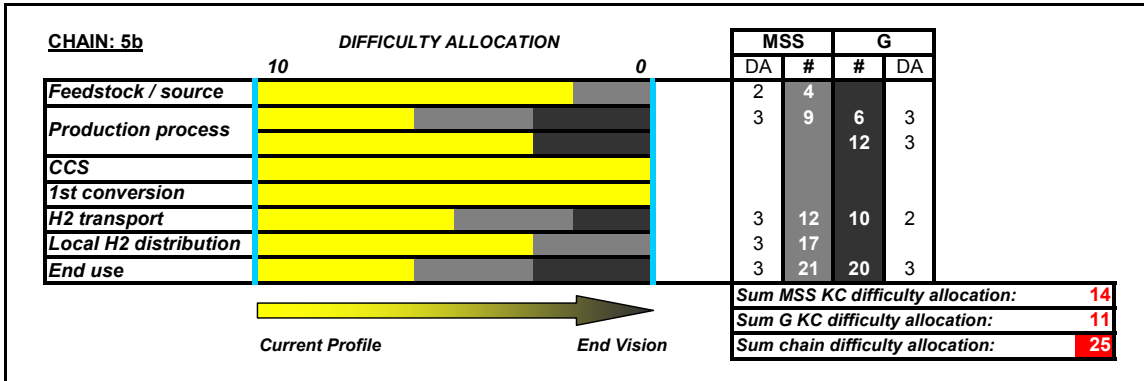 CHAIN: 5b DIFFICULTY ALLOCATION MSS G
10 0 DA # # DA
Feedstock / source 2 4
Production process 3 9 6 3
12 3
CCS
1st conversion
H2 transport 3 12 10 2
Local H2 distribution 3 17
End use 3 21 20 3
Sum MSS KC difficulty allocation: 14
Sum G KC difficulty allocation: 11
Current Profile End Vision Sum chain difficulty allocation: 25